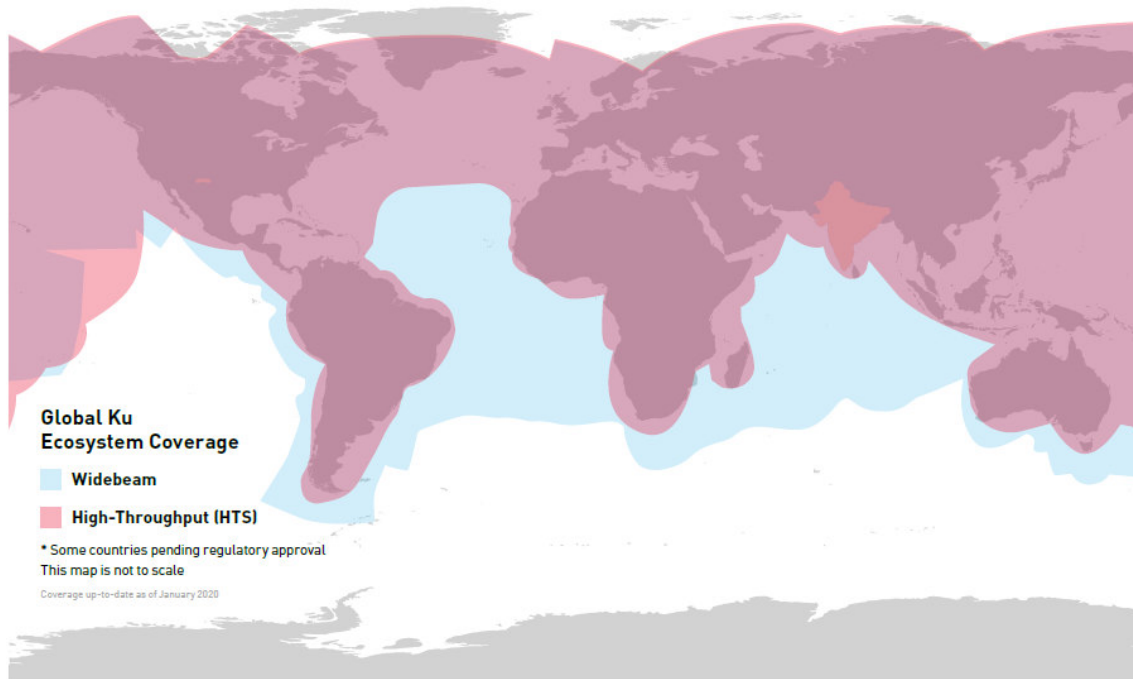 Global Ku
Ecosystem Coverage
Widebeam
High-Throughput (HTS)
* Some countries pending regulatory approval
This map is not to scale
Coverage up-to-date as of January 2020